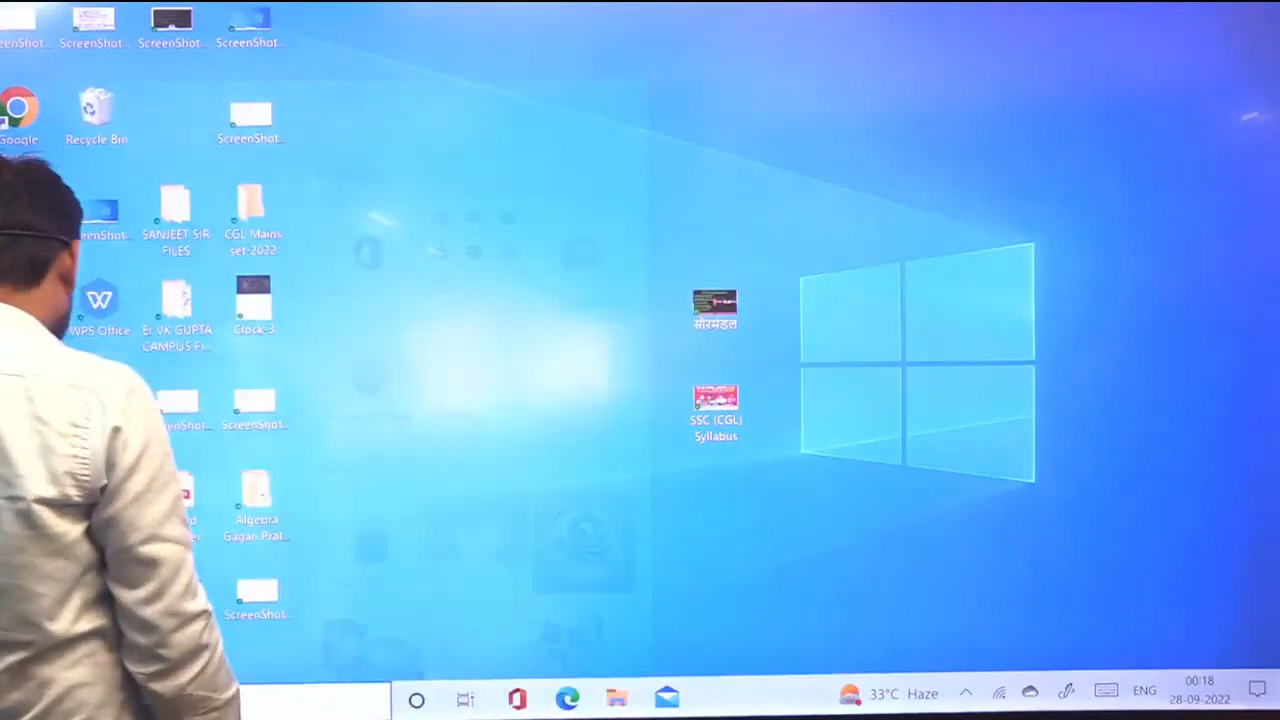 ScreenShot...
ScreenShot...
ScreenShot...
Google
Recycle Bin
ScreenShot...
SANJEET SIR
FILES
CGL Mains
set-2022
WPS Office
Er VK GUPTA
CAMPUS FI...
Clock-3
ScreenShot...
Algebra
Gagan Prat...
ScreenShot...
सौरमंडल
SSC (CGL)
Syllabus
33°C Haze
ENG
00:18
28-09-2022